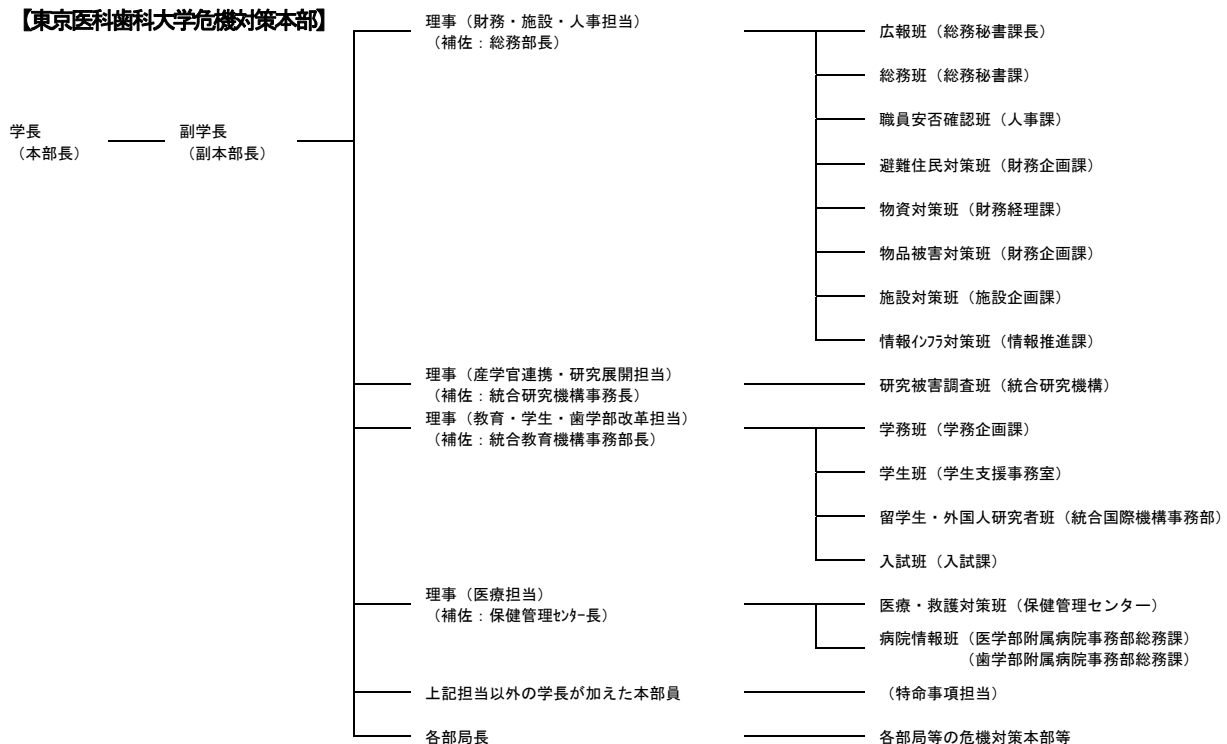 【東京医科歯科大学危機対策本部】
学長
（本部長）
副学長
（副本部長）
理事（財務・施設・人事担当）
（補佐：総務部長）
広報班（総務秘書課長）
総務班（総務秘書課）
職員安否確認班（人事課）
避難住民対策班（財務企画課）
物資対策班（財務経理課）
物品被害対策班（財務企画課）
施設対策班（施設企画課）
情報ｲﾝﾌﾗ対策班（情報推進課）
理事（産学官連携・研究展開担当）
（補佐：統合研究機構事務長）
研究被害調査班（統合研究機構）
理事（教育・学生・歯学部改革担当）
（補佐：統合教育機構事務部長）
学務班（学務企画課）
学生班（学生支援事務室）
留学生・外国人研究者班（統合国際機構事務部）
入試班（入試課）
理事（医療担当）
（補佐：保健管理ｾﾝﾀｰ長）
医療・救護対策班（保健管理センター）
病院情報班（医学部附属病院事務部総務課）
（歯学部附属病院事務部総務課）
上記担当以外の学長が加えた本部員
（特命事項担当）
各部局長
各部局等の危機対策本部等